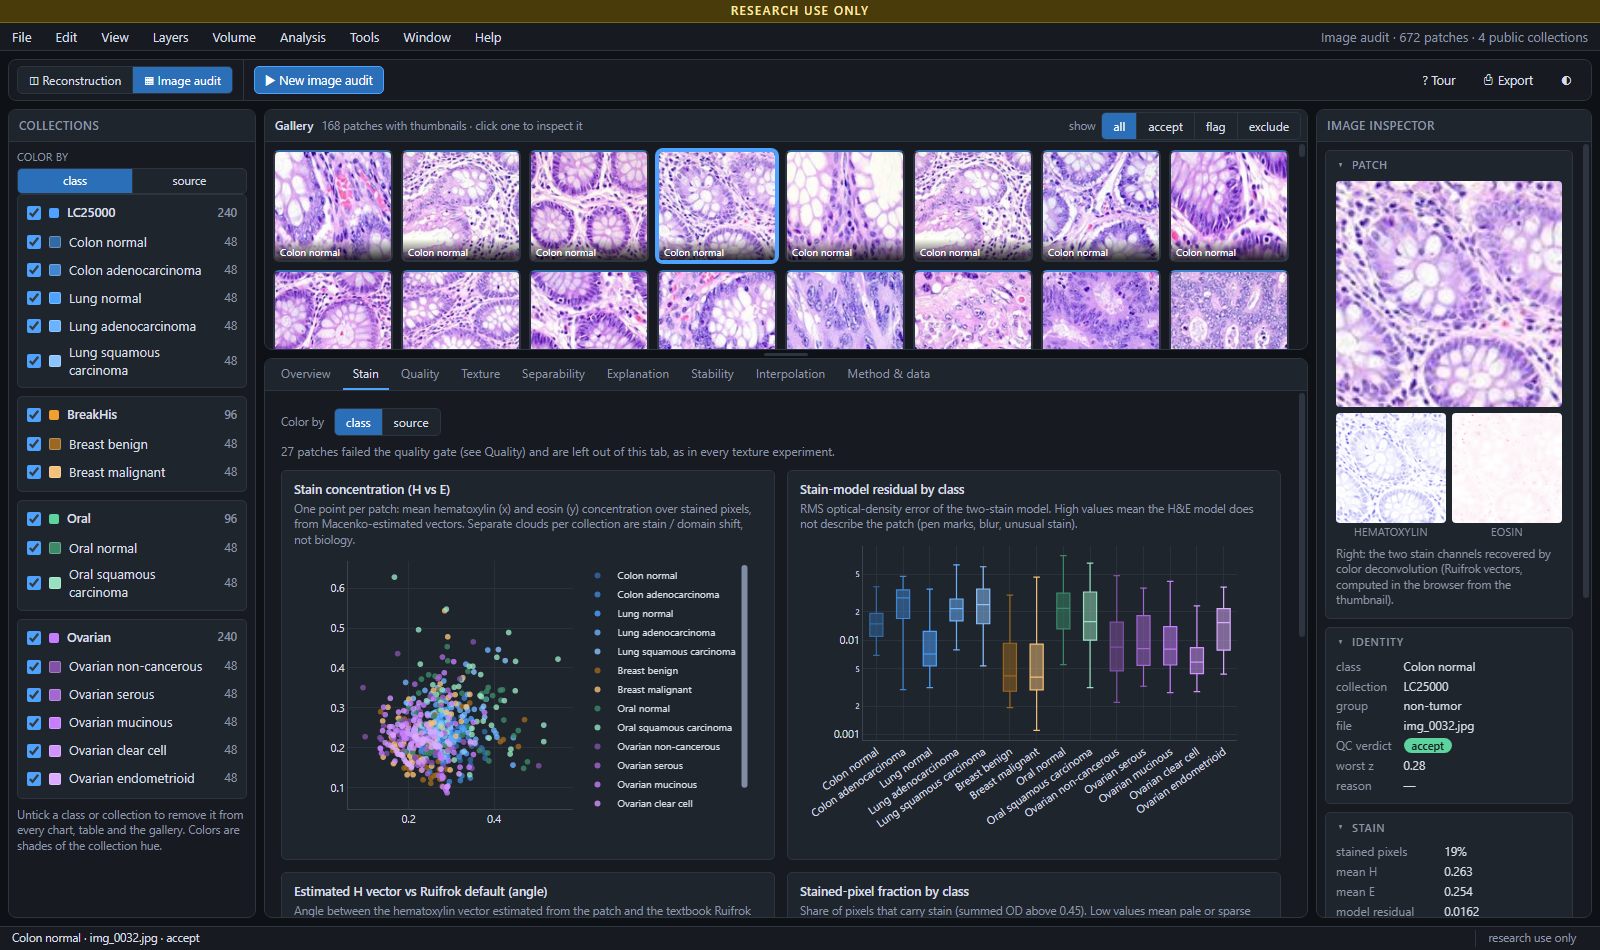 RESEARCH USE ONLY
File Edit View Layers Volume Analysis Tools Window Help
Image audit · 672 patches · 4 public collections
Reconstruction Image audit New image audit
? Tour Export
COLLECTIONS
COLOR BY
class source
LC25000 240
Colon normal 48
Colon adenocarcinoma 48
Lung normal 48
Lung adenocarcinoma 48
Lung squamous
carcinoma 48
BreakHis 96
Breast benign 48
Breast malignant 48
Oral 96
Oral normal 48
Oral squamous
carcinoma 48
Ovarian 240
Ovarian non-cancerous 48
Ovarian serous 48
Ovarian mucinous 48
Ovarian clear cell 48
Ovarian endometrioid 48
Untick a class or collection to remove it from
every chart, table and the gallery. Colors are
shades of the collection hue.
Gallery 168 patches with thumbnails · click one to inspect it
show all accept flag exclude
Colon normal Colon normal Colon normal Colon normal Colon normal Colon normal Colon normal Colon normal
Overview Stain Quality Texture Separability Explanation Stability Interpolation Method & data
Color by class source
27 patches failed the quality gate (see Quality) and are left out of this tab, as in every texture experiment.
Stain concentration (H vs E)
One point per patch: mean hematoxylin (x) and eosin (y) concentration over stained pixels,
from Macenko-estimated vectors. Separate clouds per collection are stain / domain shift,
not biology.
0.6
0.5
0.4
0.3
0.2
0.1
0.2 0.4
Colon normal
Colon adenocarcinoma
Lung normal
Lung adenocarcinoma
Lung squamous carcinoma
Breast benign
Breast malignant
Oral normal
Oral squamous carcinoma
Ovarian non-cancerous
Ovarian serous
Ovarian mucinous
Ovarian clear cell
Stain-model residual by class
RMS optical-density error of the two-stain model. High values mean the H&E model does
not describe the patch (pen marks, blur, unusual stain).
5
2
0.01
5
2
0.001
Colon normal
Colon adenocarcinoma
Lung normal
Lung adenocarcinoma
Lung squamous carcinoma
Breast benign
Breast malignant
Oral normal
Oral squamous carcinoma
Ovarian non-cancerous
Ovarian serous
Ovarian mucinous
Ovarian clear cell
Ovarian endometrioid
Estimated H vector vs Ruifrok default (angle)
Angle between the hematoxylin vector estimated from the patch and the textbook Ruifrok
Stained-pixel fraction by class
Share of pixels that carry stain (summed OD above 0.45). Low values mean pale or sparse
IMAGE INSPECTOR
PATCH
HEMATOXYLIN EOSIN
Right: the two stain channels recovered by
color deconvolution (Ruifrok vectors,
computed in the browser from the
thumbnail).
IDENTITY
class Colon normal
collection LC25000
group non-tumor
file img_0032.jpg
QC verdict accept
worst z 0.28
reason —
STAIN
stained pixels 19%
mean H 0.263
mean E 0.254
model residual 0.0162
Colon normal · img_0032.jpg · accept
research use only